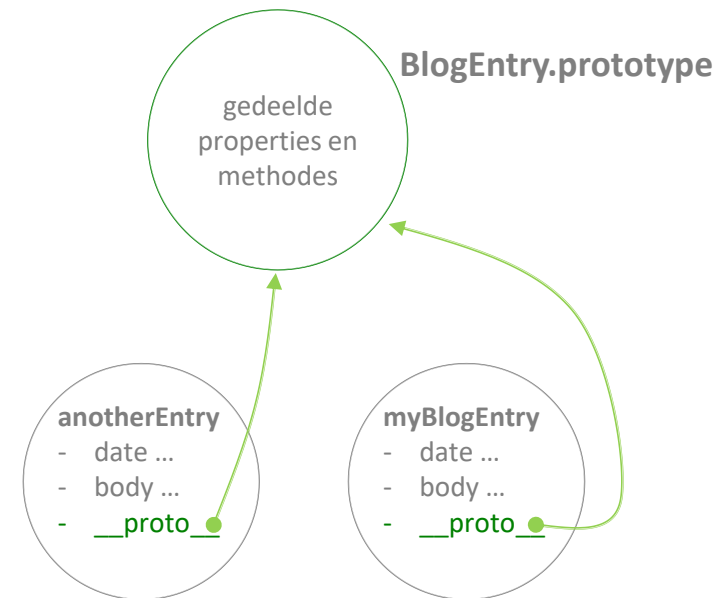 BlogEntry.prototype
gedeelde
properties en
methodes
anotherEntry
- date ...
- body ...
- __proto__
myBlogEntry
- date ...
- body ...
- __proto__